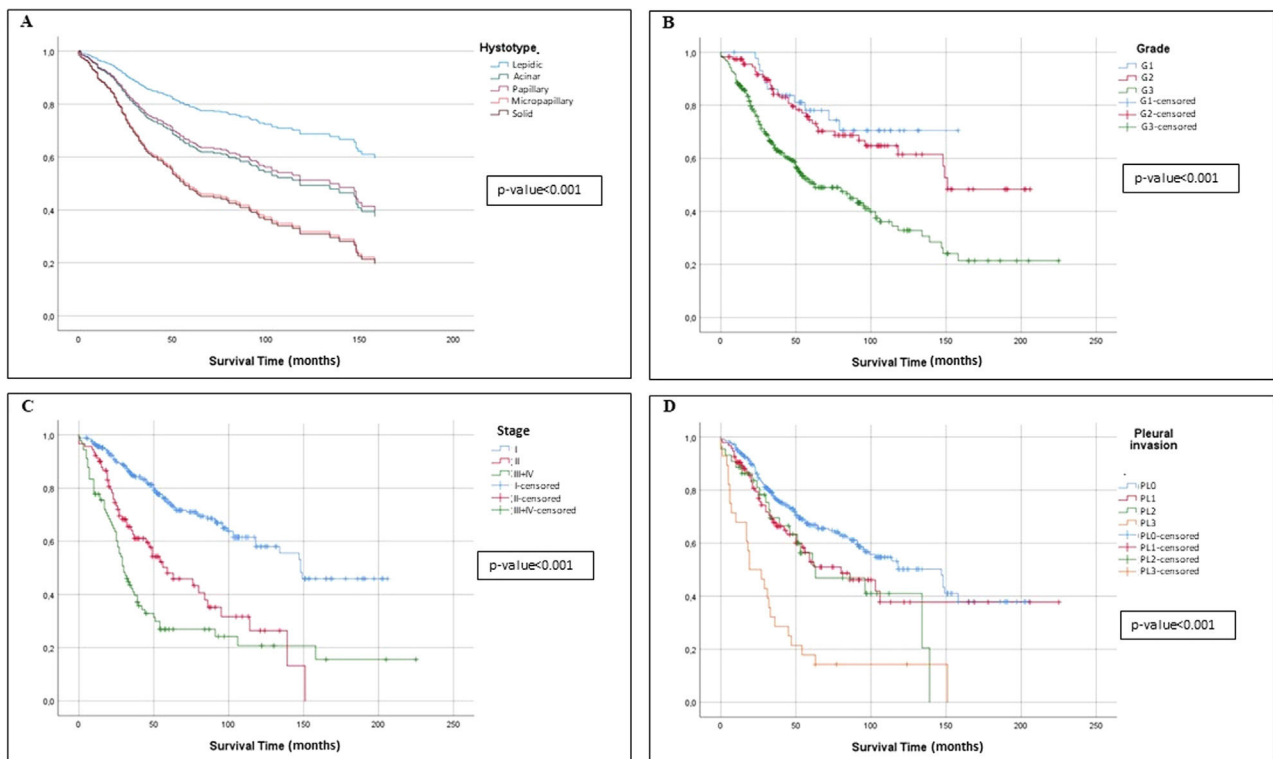 A
Hystotype
Lepidic
Acinar
Papillary
Micropapillary
Solid
p-value<0.001
1,0
0,8
0,6
0,4
0,2
0,0
0 50 100 150 200
Survival Time (months)
B
Grade
G1
G2
G3
G1-censored
G2-censored
G3-censored
p-value<0.001
1,0
0,8
0,6
0,4
0,2
0,0
0 50 100 150 200 250
Survival Time (months)
C
Stage
I
II
III+IV
I-censored
II-censored
III+IV-censored
p-value<0.001
1,0
0,8
0,6
0,4
0,2
0,0
0 50 100 150 200 250
Survival Time (months)
D
Pleural
invasion
PL0
PL1
PL2
PL3
PL0-censored
PL1-censored
PL2-censored
PL3-censored
p-value<0.001
1,0
0,8
0,6
0,4
0,2
0,0
0 50 100 150 200 250
Survival Time (months)